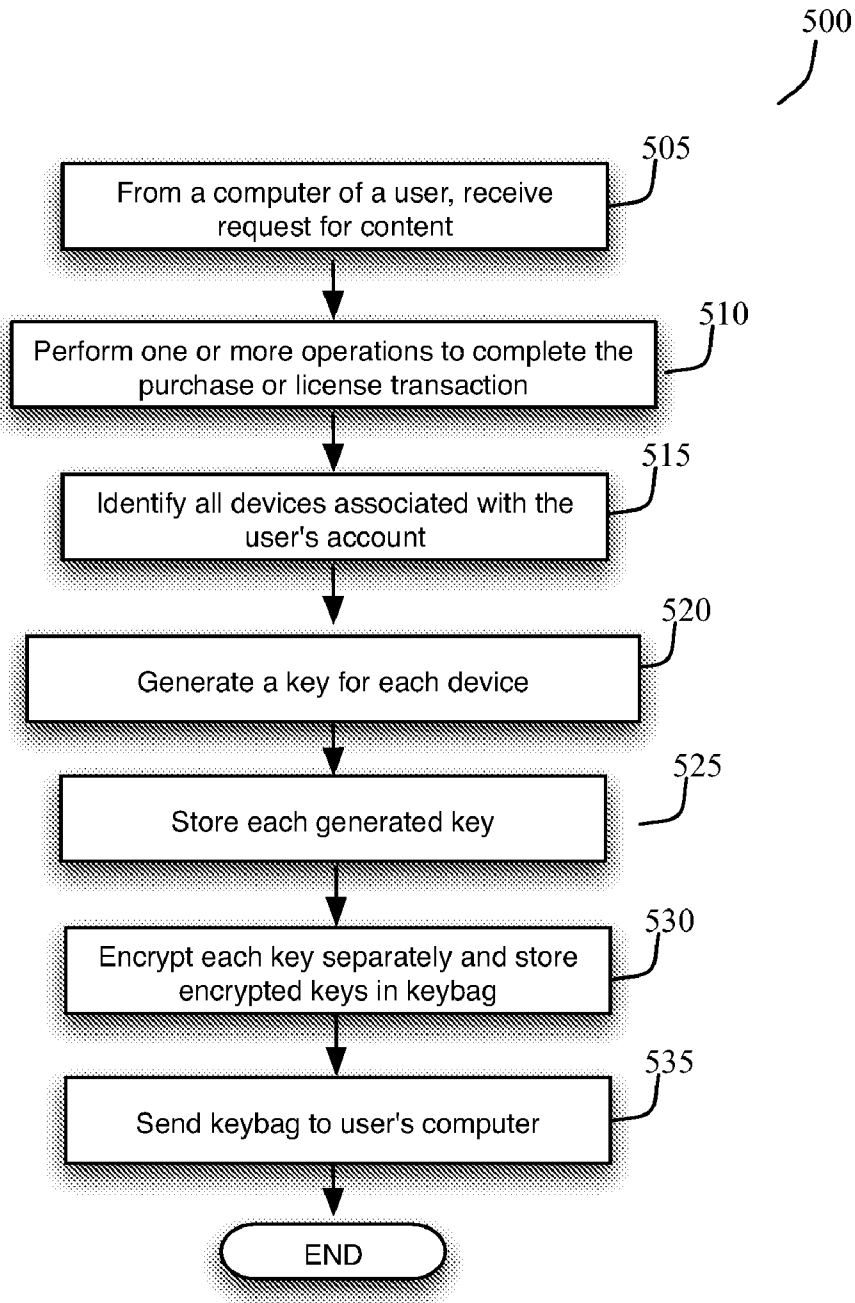 500
505
From a computer of a user, receive
request for content
510
Perform one or more operations to complete the
purchase or license transaction
515
Identify all devices associated with the
user's account
520
Generate a key for each device
525
Store each generated key
530
Encrypt each key separately and store
encrypted keys in keybag
535
Send keybag to user's computer
END